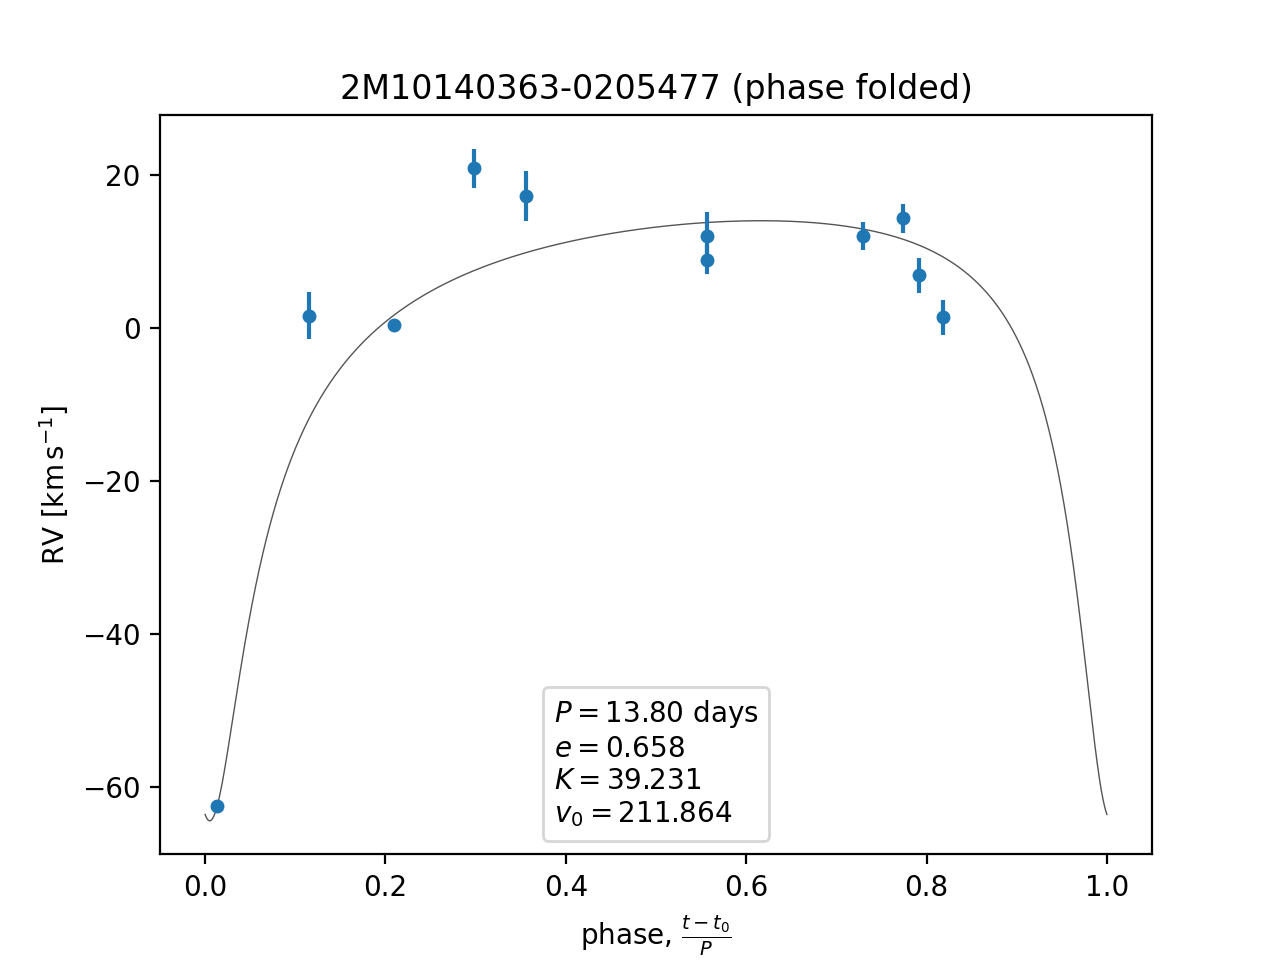 2M10140363-0205477 (phase folded)
20
0
−20
−40
−60
RV [km s⁻¹]
P = 13.80 days
e = 0.658
K = 39.231
v₀ = 211.864
0.0 0.2 0.4 0.6 0.8 1.0
phase, (t − t₀)/P